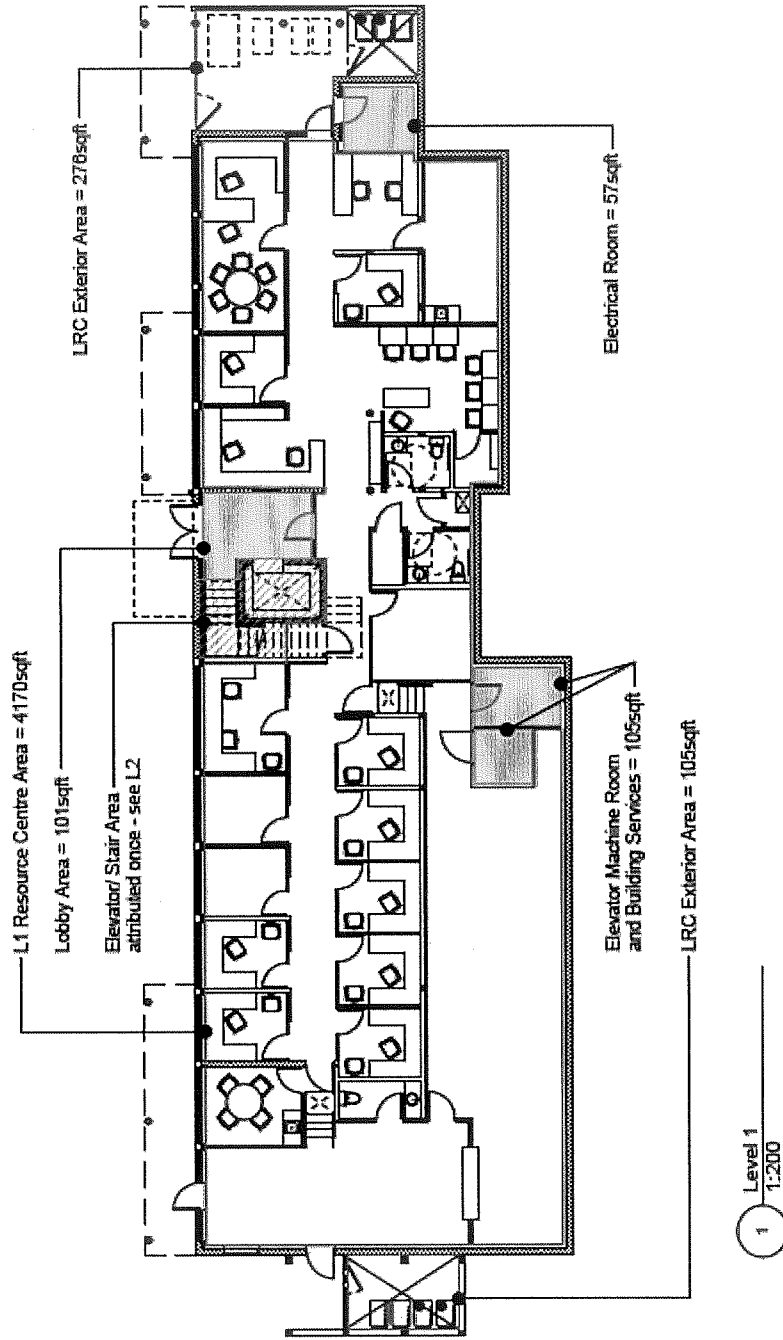 L1 Resource Centre Area = 4170sqft
Lobby Area = 101sqft
Elevator/ Stair Area
attributed once - see L2
LRC Exterior Area = 276sqft
Electrical Room = 57sqft
Elevator Machine Room
and Building Services = 105sqft
LRC Exterior Area = 105sqft
1
Level 1
1:200